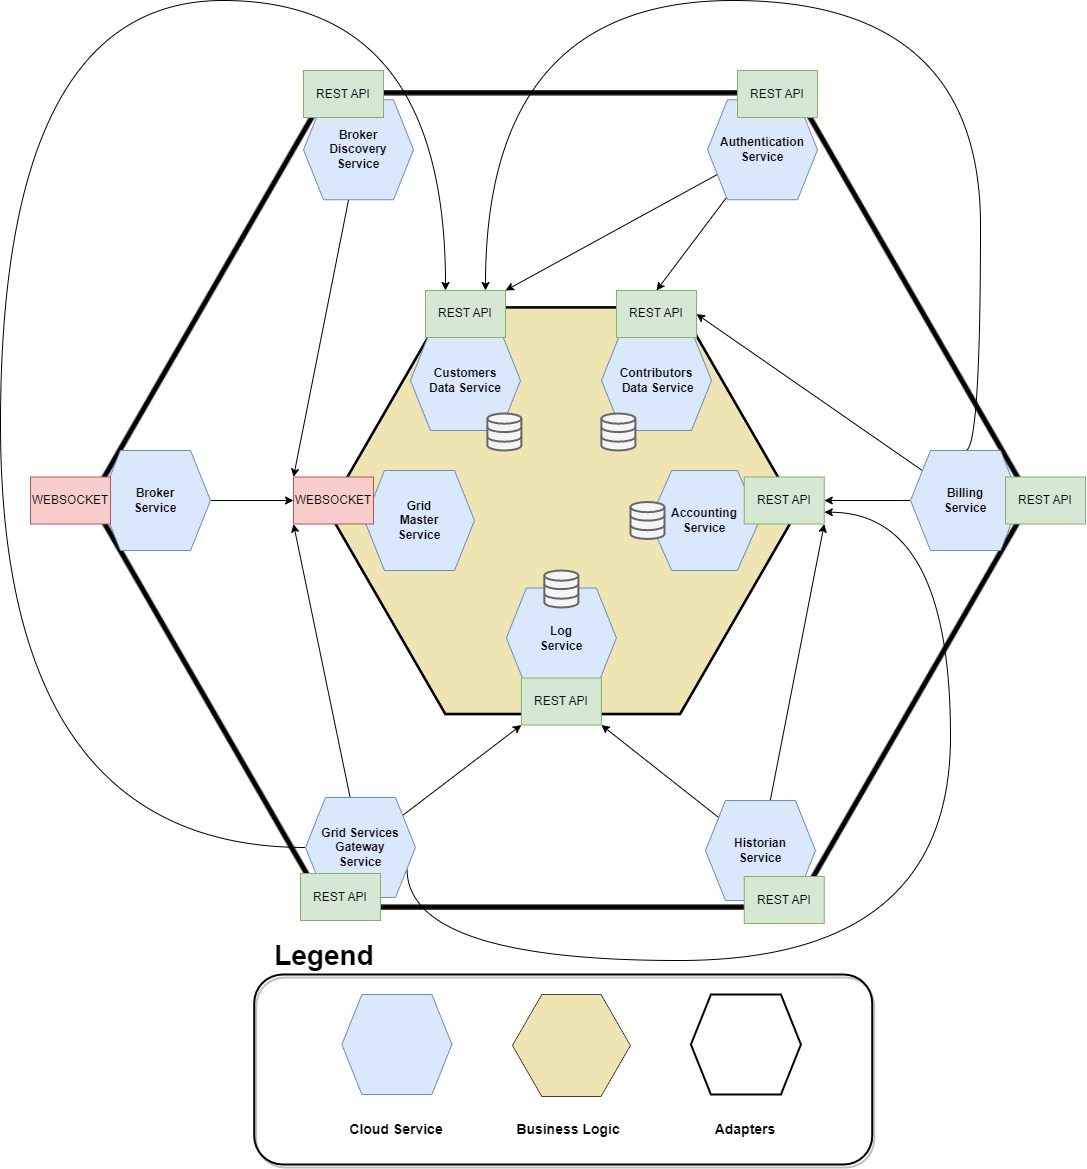 REST API
REST API
Broker
Discovery
Service
Authentication
Service
REST API
REST API
Customers
Data Service
Contributors
Data Service
WEBSOCKET
Broker
Service
WEBSOCKET
Grid
Master
Service
Accounting
Service
REST API
Billing
Service
REST API
Log
Service
REST API
Grid Services
Gateway
Service
REST API
Historian
Service
REST API
Legend
Cloud Service
Business Logic
Adapters